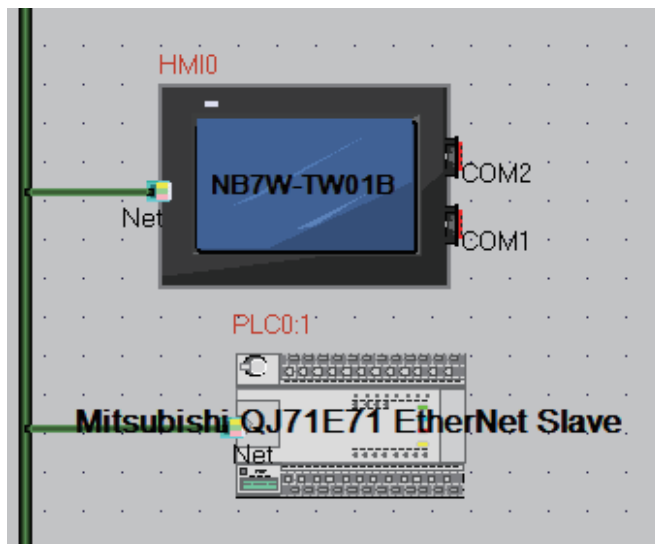 HMI0
NB7W-TW01B
COM2
Net
COM1
PLC0:1
Mitsubishi QJ71E71 EtherNet Slave
Net